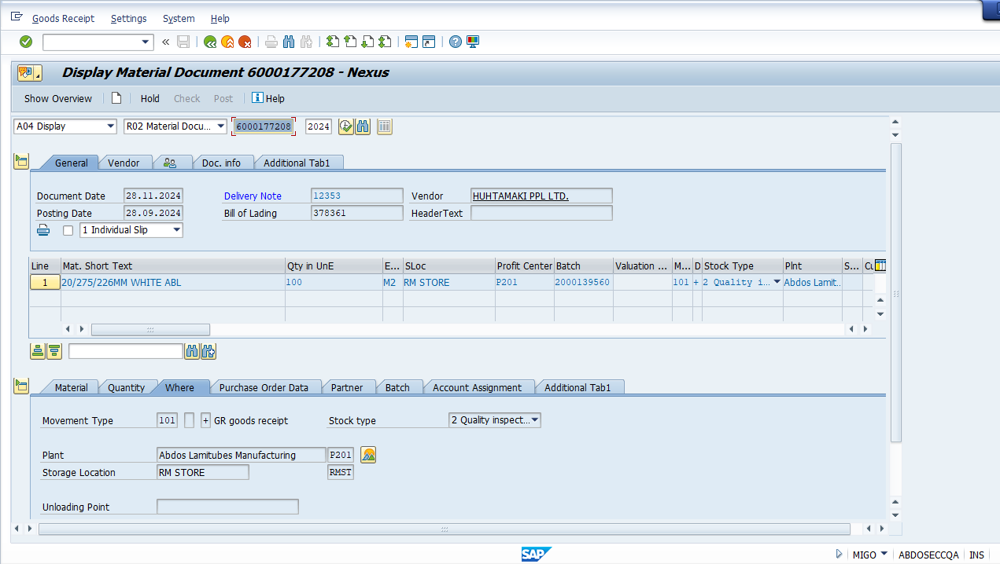 Goods Receipt Settings System Help
Display Material Document 6000177208 - Nexus
Show Overview Hold Check Post Help
A04 Display R02 Material Docu... 6000177208 2024
General Vendor Doc. info Additional Tab1
Document Date 28.11.2024 Delivery Note 12353 Vendor HUHTAMAKI PPL LTD.
Posting Date 28.09.2024 Bill of Lading 378361 HeaderText
1 Individual Slip
Line Mat. Short Text Qty in UnE E... SLoc Profit Center Batch Valuation ... M... D Stock Type Plnt S... Cu
1 20/275/226MM WHITE ABL 100 M2 RM STORE P201 2000139560 101 + 2 Quality i... Abdos Lamit..
Material Quantity Where Purchase Order Data Partner Batch Account Assignment Additional Tab1
Movement Type 101 + GR goods receipt Stock type 2 Quality inspect...
Plant Abdos Lamitubes Manufacturing P201
Storage Location RM STORE RMST
Unloading Point
SAP MIGO ABDOSECCQA INS